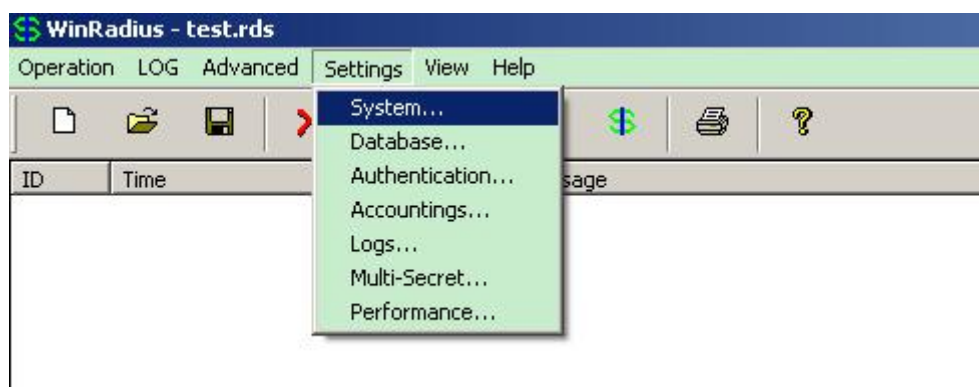 WinRadius - test.rds
Operation LOG Advanced Settings View Help
System...
Database...
ID Time sage
Authentication...
Accountings...
Logs...
Multi-Secret...
Performance...